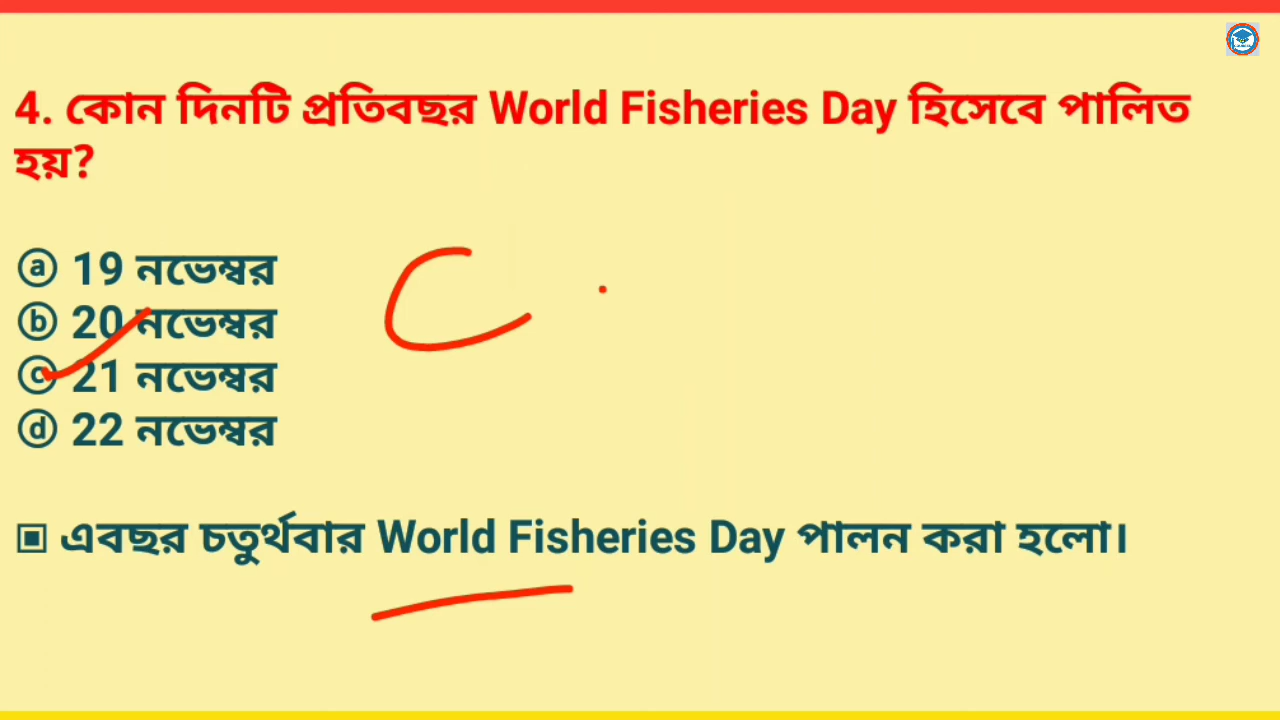 4. কোন দিনটি প্রতিবছর World Fisheries Day হিসেবে পালিত
হয়?
ⓐ 19 নভেম্বর
ⓑ 20 নভেম্বর
ⓒ 21 নভেম্বর
ⓓ 22 নভেম্বর
C
▣ এবছর চতুর্থবার World Fisheries Day পালন করা হলো।